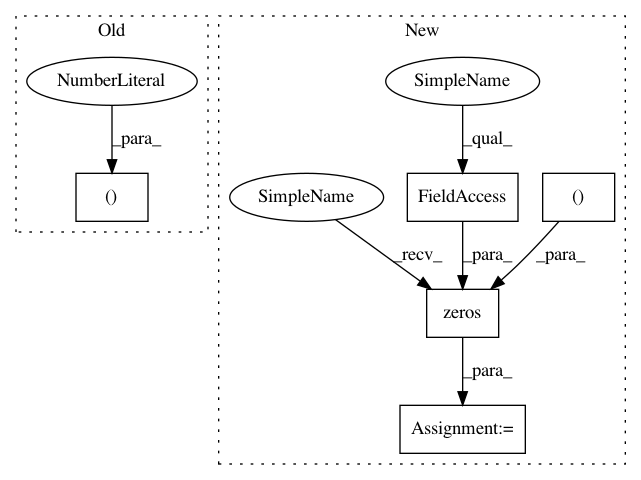 Old
New
NumberLiteral
SimpleName
_para_
_qual_
()
SimpleName
FieldAccess
()
_recv_
_para_
_para_
zeros
_para_
Assignment:=